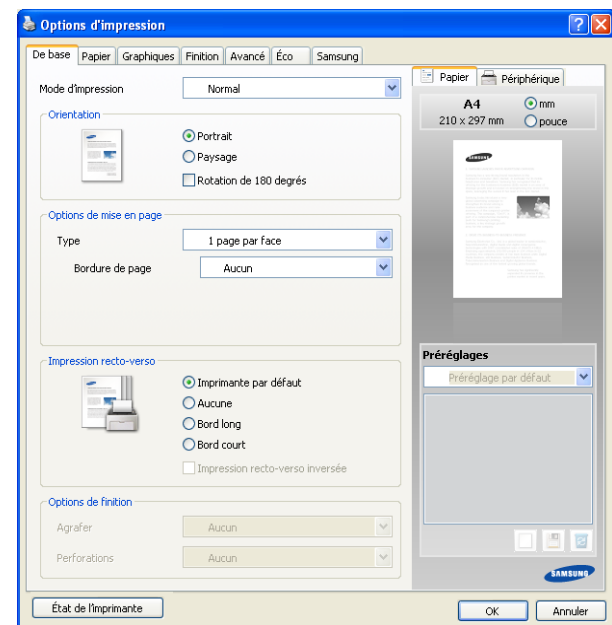 Options d'impression
De base Papier Graphiques Finition Avancé Éco Samsung
Mode d'impression Normal
Orientation
Portrait
Paysage
Rotation de 180 degrés
Options de mise en page
Type 1 page par face
Bordure de page Aucun
Impression recto-verso
Imprimante par défaut
Aucune
Bord long
Bord court
Impression recto-verso inversée
Options de finition
Agrafer Aucun
Perforations Aucun
État de l'imprimante
Papier Périphérique
A4
210 x 297 mm
mm
pouce
SAMSUNG
Préréglages
Préréglage par défaut
SAMSUNG
OK Annuler